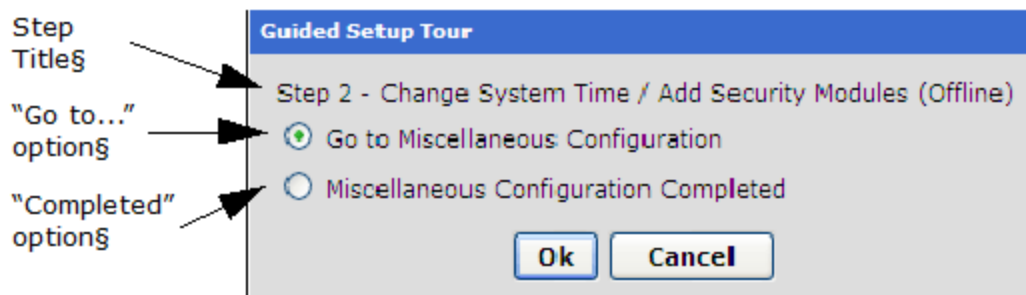 Step
Title§
"Go to..."
option§
"Completed"
option§
Guided Setup Tour
Step 2 - Change System Time / Add Security Modules (Offline)
Go to Miscellaneous Configuration
Miscellaneous Configuration Completed
Ok
Cancel